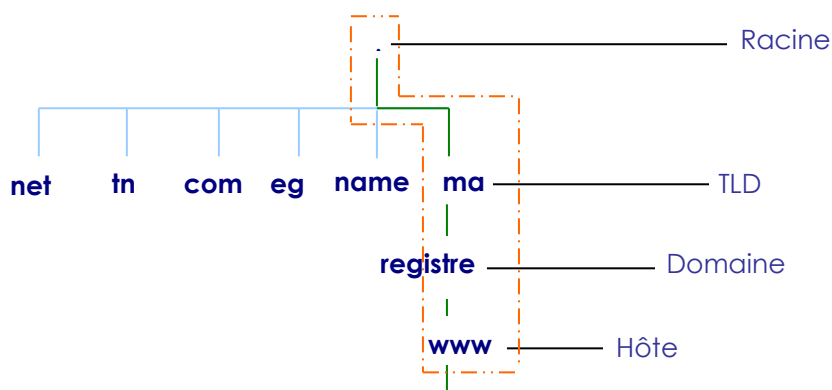 . Racine
net tn com eg name ma TLD
registre Domaine
www Hôte